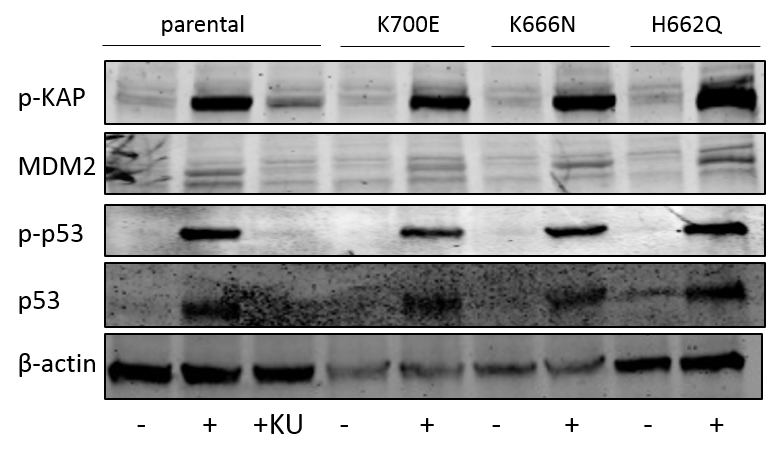 parental K700E K666N H662Q
p-KAP
MDM2
p-p53
p53
β-actin
- + +KU - + - + - +